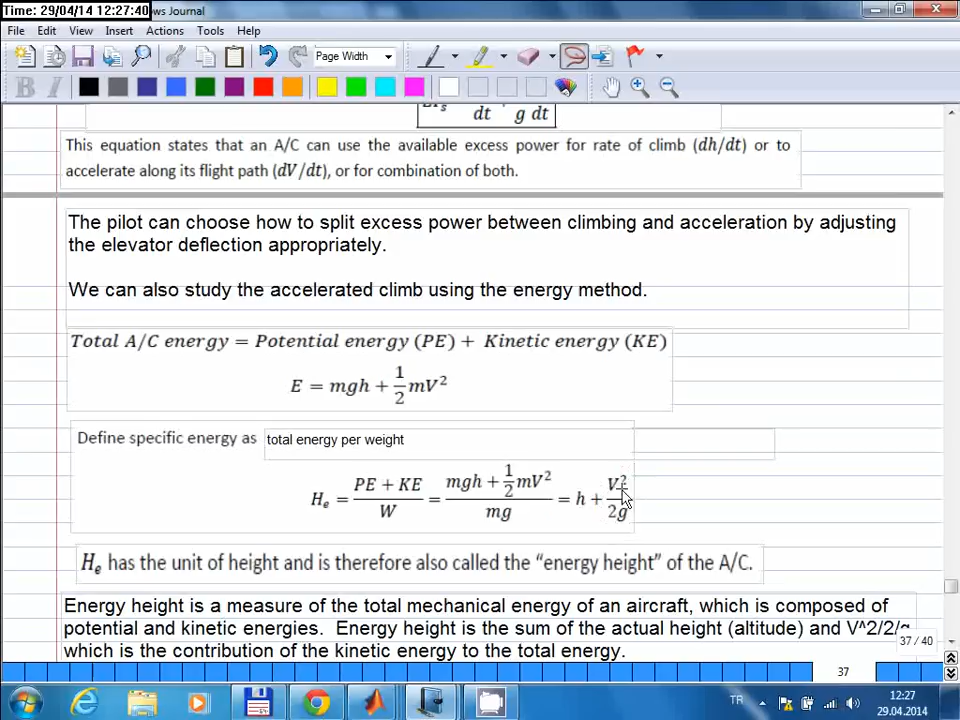 Time: 29/04/14 12:27:40
ws Journal
File Edit View Insert Actions Tools Help
Page Width
B I
dt g dt
This equation states that an A/C can use the available excess power for rate of climb (dh/dt) or to
accelerate along its flight path (dV/dt), or for combination of both.
The pilot can choose how to split excess power between climbing and acceleration by adjusting
the elevator deflection appropriately.
We can also study the accelerated climb using the energy method.
Total A/C energy = Potential energy (PE) + Kinetic energy (KE)
E = mgh + 1/2 mV²
Define specific energy as total energy per weight
Hₑ = (PE + KE)/W = (mgh + 1/2 mV²)/mg = h + V²/2g
Hₑ has the unit of height and is therefore also called the “energy height” of the A/C.
Energy height is a measure of the total mechanical energy of an aircraft, which is composed of
potential and kinetic energies. Energy height is the sum of the actual height (altitude) and V^2/2/g
which is the contribution of the kinetic energy to the total energy.
37 / 40
37
TR
12:27
29.04.2014